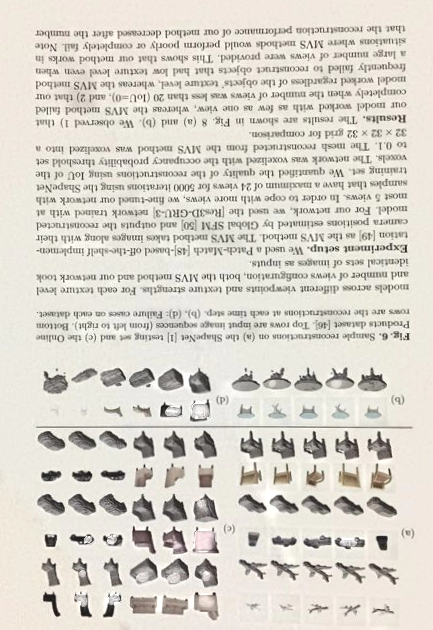 (a)
(c)
(b)
(d)
Fig. 6. Sample reconstructions on (a) the ShapeNet [1] testing set and (c) the Online
Products dataset [46]. Top rows are input image sequences (from left to right). Bottom
rows are the reconstructions at each time step. (b), (d): Failure cases on each dataset.
models across different viewpoints and texture strengths. For each texture level
and number of views configuration, both the MVS method and our network took
identical sets of images as inputs.
Experiment setup. We used a Patch-Match [48]-based off-the-shelf implemen-
tation [49] as the MVS method. The MVS method takes images along with their
camera positions estimated by Global SFM [50] and outputs the reconstructed
model. For our network, we used the [Res3D-GRU-3] network trained with at
most 5 views. In order to cope with more views, we fine-tuned our network with
samples that have a maximum of 24 views for 5000 iterations using the ShapeNet
training set. We quantified the quality of the reconstructions using IoU of the
voxels. The network was voxelized with the occupancy probability threshold set
to 0.1. The mesh reconstructed from the MVS method was voxelized into a
32 × 32 × 32 grid for comparison.
Results. The results are shown in Fig. 8 (a) and (b). We observed 1) that
our model worked with as few as one view, whereas the MVS method failed
completely when the number of views was less than 20 (IoU=0), and 2) that our
model worked regardless of the objects' texture level, whereas the MVS method
frequently failed to reconstruct objects that had low texture level even when
a large number of views were provided. This shows that our method works in
situations where MVS methods would perform poorly or completely fail. Note
that the reconstruction performance of our method decreased after the number